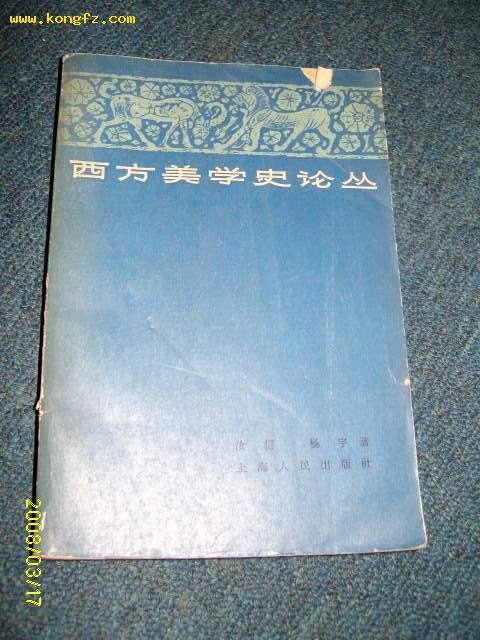 www.kongfz.com
西方美学史论丛
汝信 杨宇著
上海人民出版社
2008/03/17